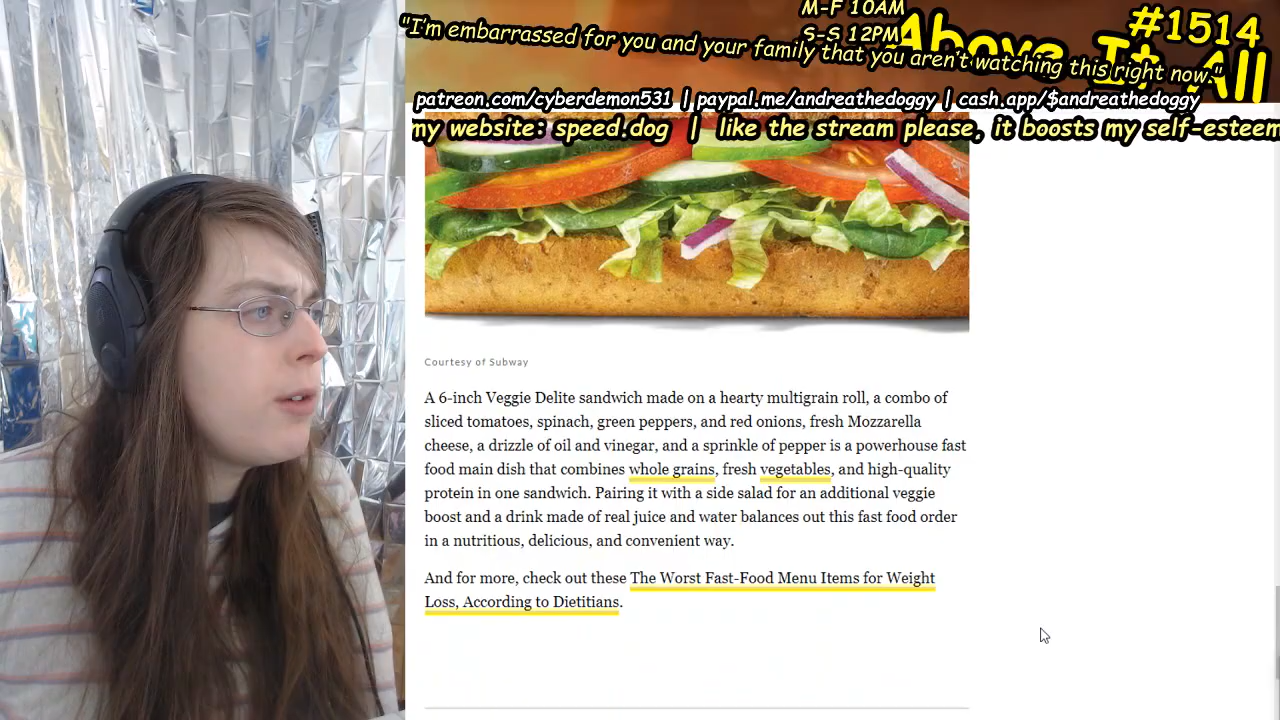 M-F 10AM
S-S 12PM
#1514
Above It All
"I'm embarrassed for you and your family that you aren't watching this right now."
patreon.com/cyberdemon531 | paypal.me/andreathedoggy | cash.app/$andreathedoggy
my website: speed.dog | like the stream please, it boosts my self-esteem
Courtesy of Subway
A 6-inch Veggie Delite sandwich made on a hearty multigrain roll, a combo of
sliced tomatoes, spinach, green peppers, and red onions, fresh Mozzarella
cheese, a drizzle of oil and vinegar, and a sprinkle of pepper is a powerhouse fast
food main dish that combines whole grains, fresh vegetables, and high-quality
protein in one sandwich. Pairing it with a side salad for an additional veggie
boost and a drink made of real juice and water balances out this fast food order
in a nutritious, delicious, and convenient way.
And for more, check out these The Worst Fast-Food Menu Items for Weight
Loss, According to Dietitians.